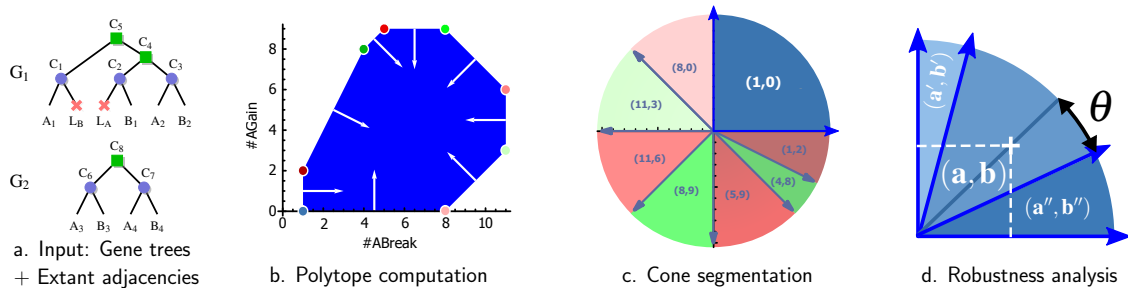 C5
C4
G1
C1
C2
C3
A1
LB
LA
B1
A2
B2
C8
G2
C6
C7
A3
B3
A4
B4
a. Input: Gene trees
+ Extant adjacencies
#AGain
8
6
4
2
0
0
2
4
6
8
10
#ABreak
b. Polytope computation
(8,0)
(1,0)
(11,3)
(11,6)
(1,2)
(4,8)
(8,9)
(5,9)
c. Cone segmentation
(a', b')
θ
(a, b)
(a'', b'')
d. Robustness analysis